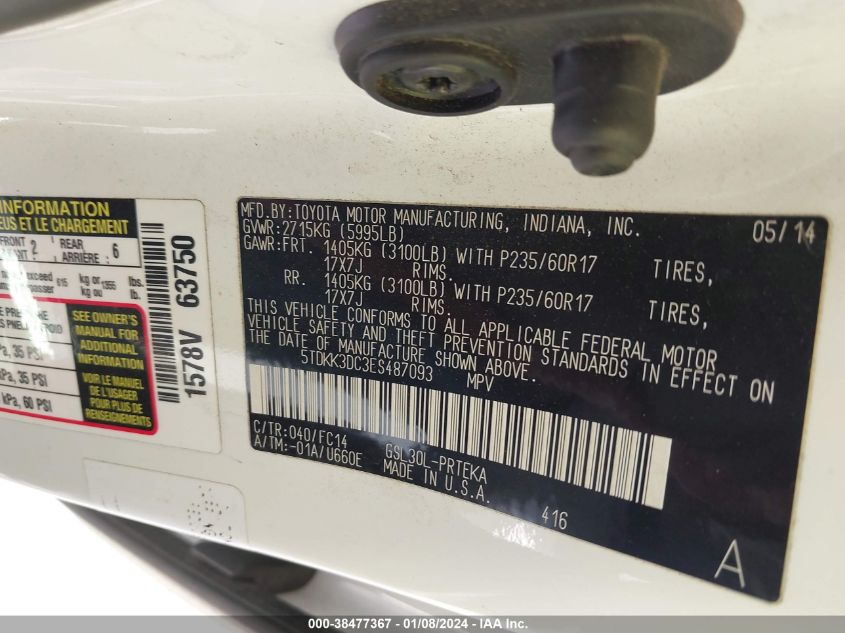 INFORMATION
EUS ET LE CHARGEMENT
FRONT 2 REAR 6
ARRIÈRE :
exceed 615 kg or 1355 lbs.
passer kg ou lb.
SEE OWNER'S
MANUAL FOR
ADDITIONAL
INFORMATION
35 PSI
kPa, 35 PSI
kPa, 60 PSI
VOIR LE MANUEL
DE L'USAGER
POUR PLUS DE
RENSEIGNEMENTS
1578V 63750
MFD.BY:TOYOTA MOTOR MANUFACTURING, INDIANA, INC. 05/14
GVWR:2715KG (5995LB)
GAWR:FRT. 1405KG (3100LB) WITH P235/60R17 TIRES,
17X7J RIMS.
RR. 1405KG (3100LB) WITH P235/60R17 TIRES,
17X7J RIMS.
THIS VEHICLE CONFORMS TO ALL APPLICABLE FEDERAL MOTOR
VEHICLE SAFETY AND THEFT PREVENTION STANDARDS IN EFFECT ON
THE DATE OF MANUFACTURE SHOWN ABOVE.
5TDKK3DC3ES487093 MPV
C/TR:040/FC14 GSL30L-PRTEKA
A/TM:-01A/U660E MADE IN U.S.A.
416
A
000-38477367 - 01/08/2024 - IAA Inc.